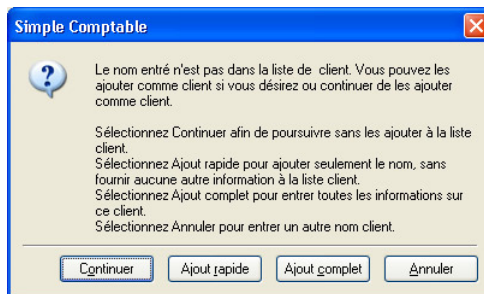 Simple Comptable
Le nom entré n'est pas dans la liste de client. Vous pouvez les
ajouter comme client si vous désirez ou continuer de les ajouter
comme client.
Sélectionnez Continuer afin de poursuivre sans les ajouter à la liste
client.
Sélectionnez Ajout rapide pour ajouter seulement le nom, sans
fournir aucune autre information à la liste client.
Sélectionnez Ajout complet pour entrer toutes les informations sur
ce client.
Sélectionnez Annuler pour entrer un autre nom client.
Continuer Ajout rapide Ajout complet Annuler